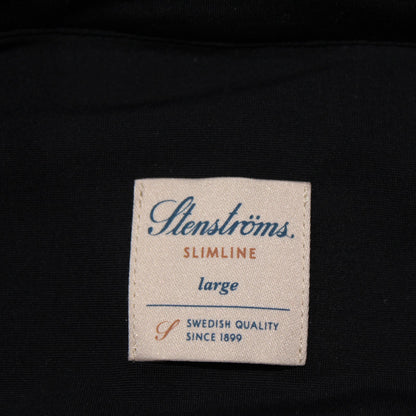 Stenströms.
SLIMLINE
large
S SWEDISH QUALITY
SINCE 1899